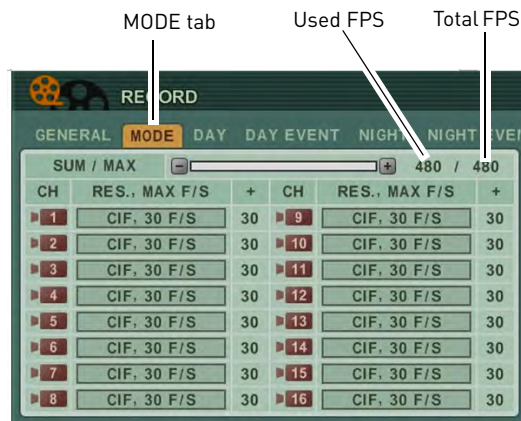 MODE tab Used FPS Total FPS
RECORD
GENERAL MODE DAY DAY EVENT NIGHT NIGHT EVE
SUM / MAX - + 480 / 480
CH RES., MAX F/S + CH RES., MAX F/S +
1 CIF, 30 F/S 30 9 CIF, 30 F/S 30
2 CIF, 30 F/S 30 10 CIF, 30 F/S 30
3 CIF, 30 F/S 30 11 CIF, 30 F/S 30
4 CIF, 30 F/S 30 12 CIF, 30 F/S 30
5 CIF, 30 F/S 30 13 CIF, 30 F/S 30
6 CIF, 30 F/S 30 14 CIF, 30 F/S 30
7 CIF, 30 F/S 30 15 CIF, 30 F/S 30
8 CIF, 30 F/S 30 16 CIF, 30 F/S 30